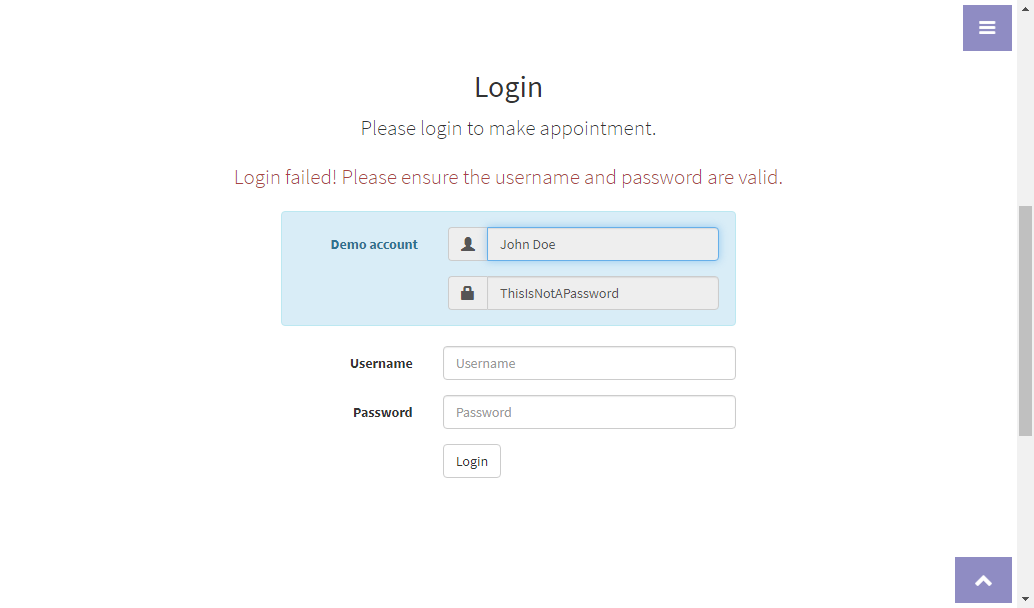 Login
Please login to make appointment.
Login failed! Please ensure the username and password are valid.
Demo account
John Doe
ThisIsNotAPassword
Username
Username
Password
Password
Login